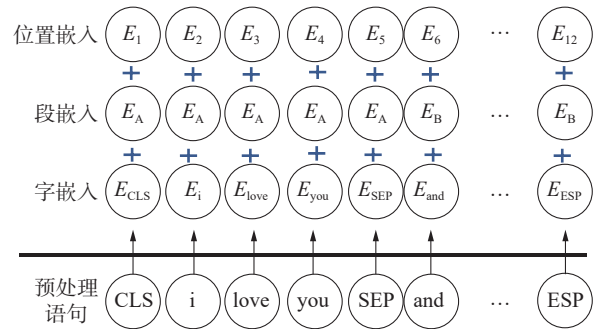 位置嵌入 E1 E2 E3 E4 E5 E6 … E12
+ + + + + + +
段嵌入 EA EA EA EA EA EB … EB
+ + + + + + +
字嵌入 ECLS Ei Elove Eyou ESEP Eand … EESP
预处理
语句 CLS i love you SEP and … ESP